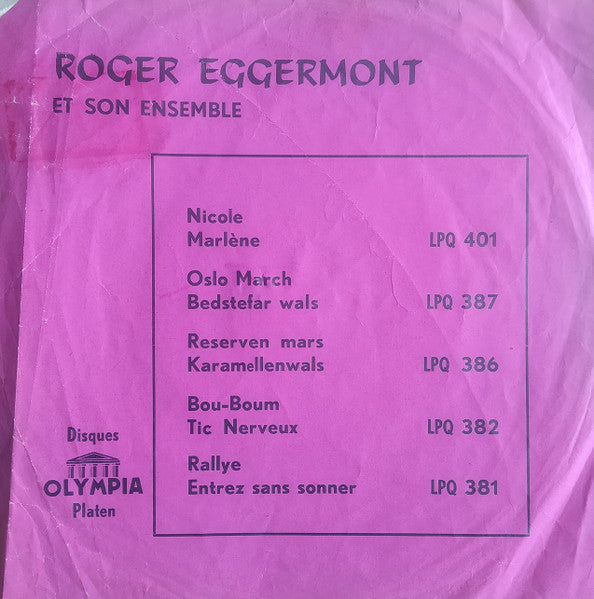 ROGER EGGERMONT
ET SON ENSEMBLE
Nicole
Marlène LPQ 401
Oslo March
Bedstefar wals LPQ 387
Reserven mars
Karamellenwals LPQ 386
Bou-Boum
Tic Nerveux LPQ 382
Rallye
Entrez sans sonner LPQ 381
Disques
OLYMPIA
Platen